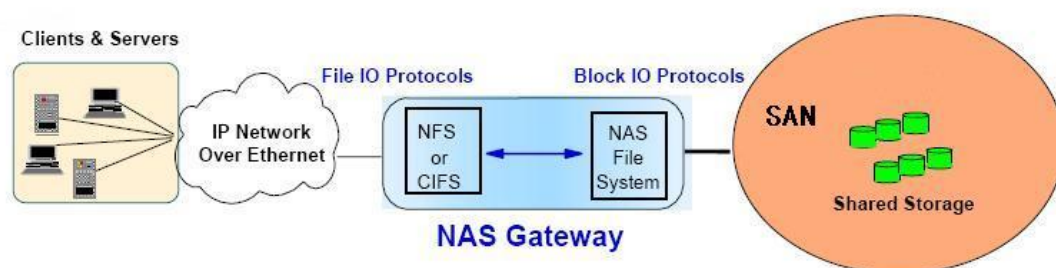 Clients & Servers
File IO Protocols
Block IO Protocols
IP Network
Over Ethernet
NFS
or
CIFS
NAS
File
System
SAN
Shared Storage
NAS Gateway